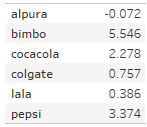 alpura -0.072
bimbo 5.546
cocacola 2.278
colgate 0.757
lala 0.386
pepsi 3.374